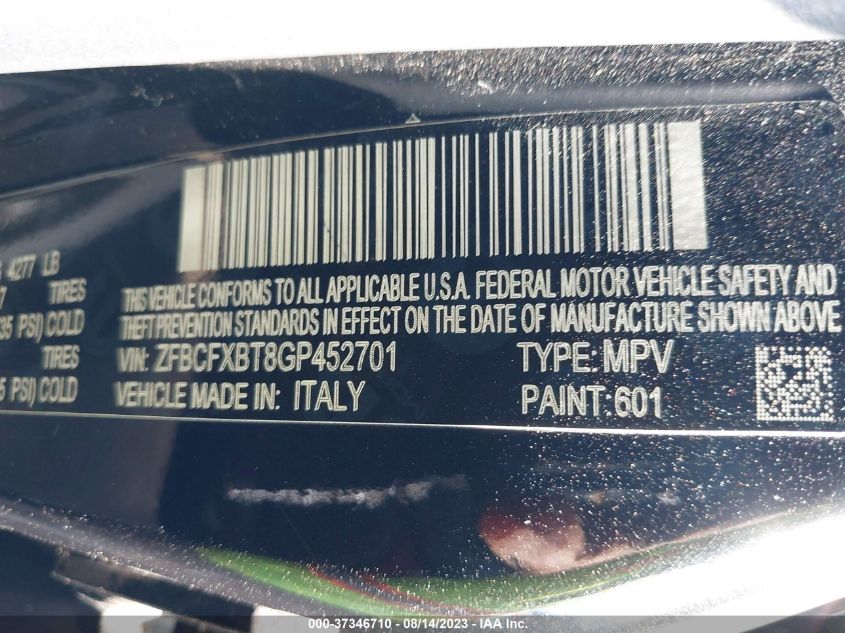 4277 LB
TIRES
THIS VEHICLE CONFORMS TO ALL APPLICABLE U.S.A. FEDERAL MOTOR VEHICLE SAFETY AND
35 PSI) COLD
THEFT PREVENTION STANDARDS IN EFFECT ON THE DATE OF MANUFACTURE SHOWN ABOVE
TIRES
VIN: ZFBCFXBT8GP452701 TYPE: MPV
5 PSI) COLD
VEHICLE MADE IN: ITALY PAINT: 601
000-37346710 - 08/14/2023 - IAA Inc.